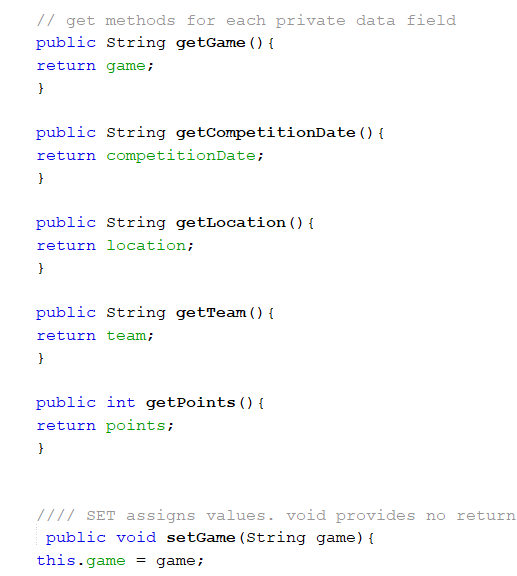 // get methods for each private data field
public String getGame(){
return game;
}
public String getCompetitionDate(){
return competitionDate;
}
public String getLocation(){
return location;
}
public String getTeam(){
return team;
}
public int getPoints(){
return points;
}
//// SET assigns values. void provides no return
public void setGame(String game){
this.game = game;